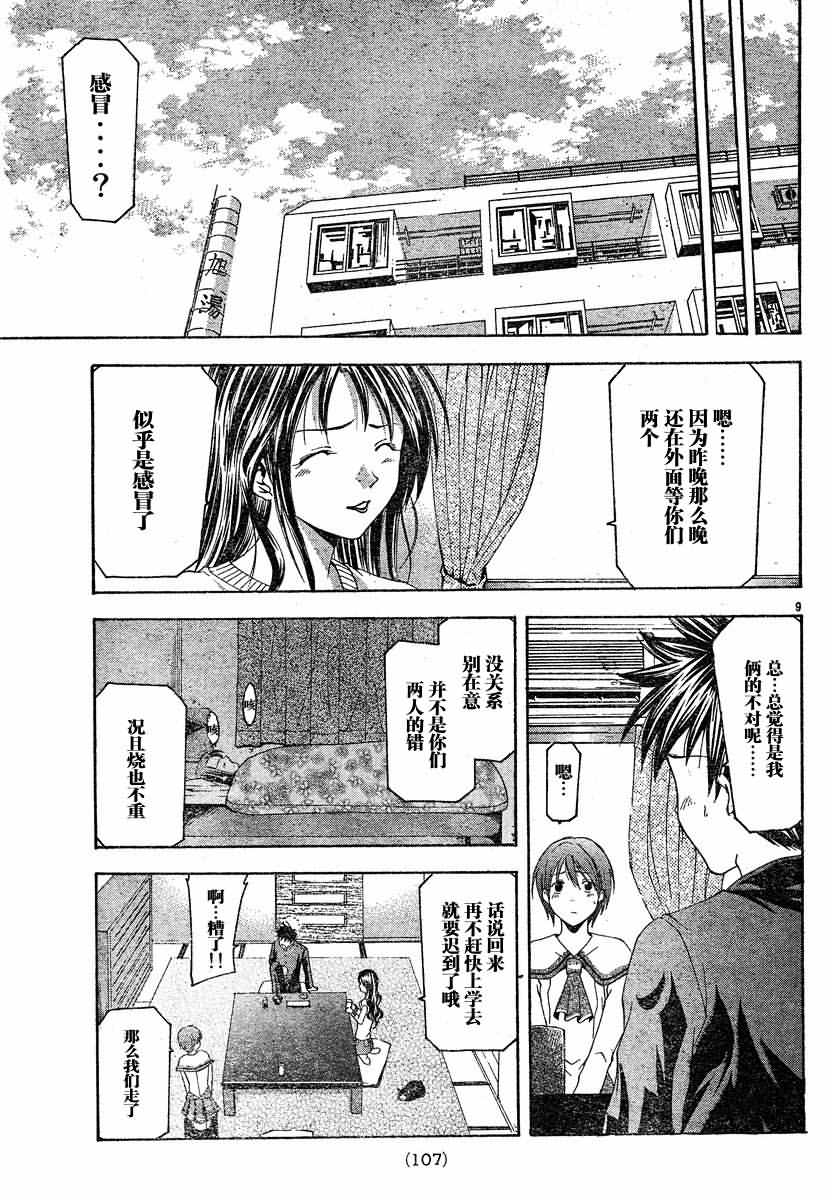 感冒····?
旭湯
嗯……
因为昨晚那么晚
还在外面等你们
两个
似乎是感冒了
9
总…总觉得是我
俩的不对呢……
嗯…
没关系
别在意
并不是你们
两人的错
咳
咳
况且烧也不重
话说回来
再不赶快上学去
就要迟到了哦
啊…糟了!!
那么我们走了
(107)